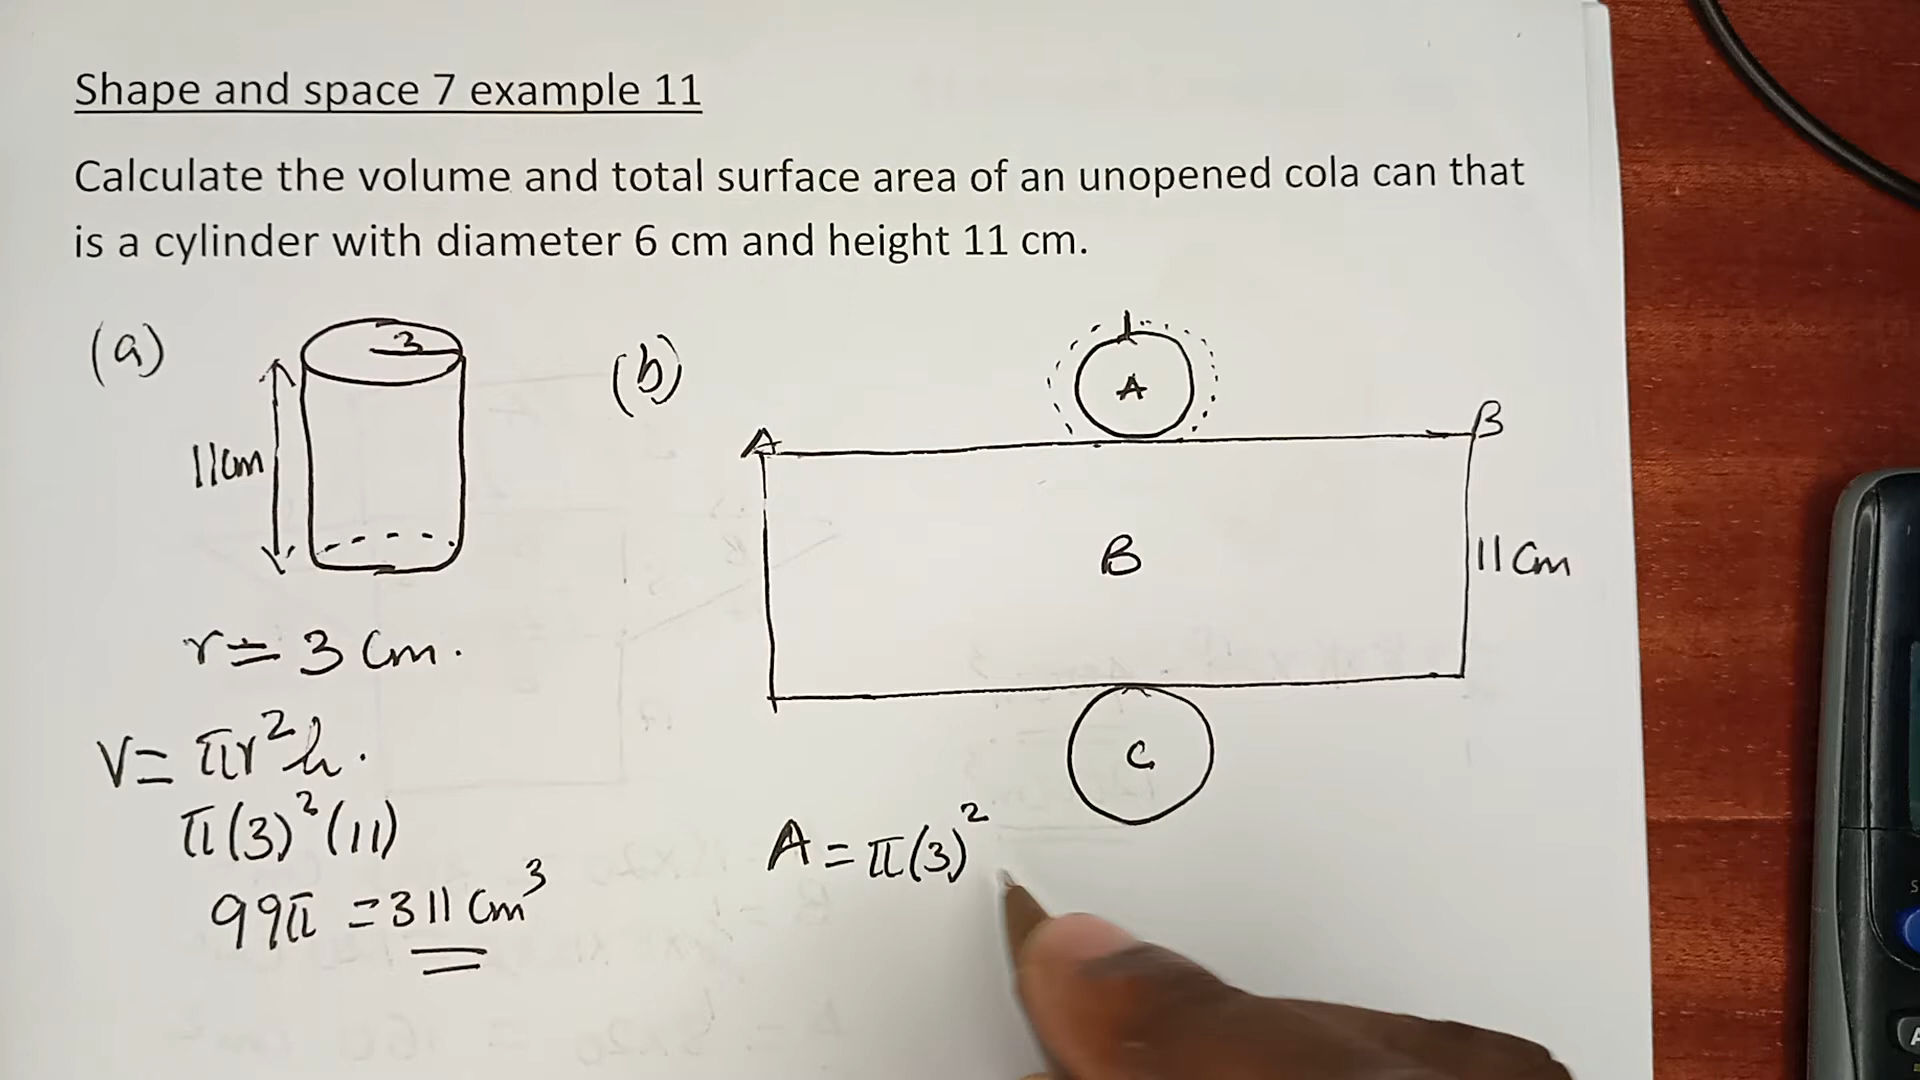 Shape and space 7 example 11
Calculate the volume and total surface area of an unopened cola can that
is a cylinder with diameter 6 cm and height 11 cm.
(a)
3
11cm
r = 3 cm.
V = πr²h.
π(3)²(11)
99π = 311 cm³
(b)
A
A
B
B
11 cm
C
A = π(3)²